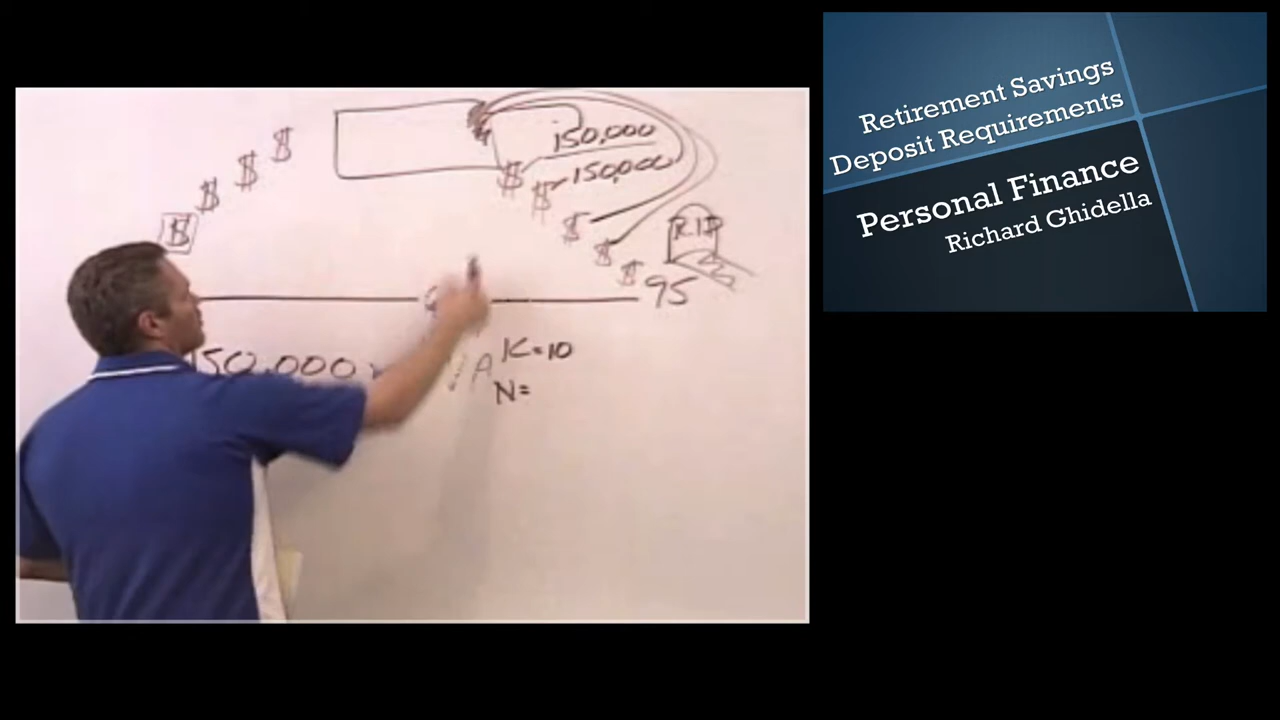 $ $ $ $
150,000
$
$ 150,000
$
$
$
RIP
95
150,000
K=10
N=
Retirement Savings
Deposit Requirements
Personal Finance
Richard Ghidella